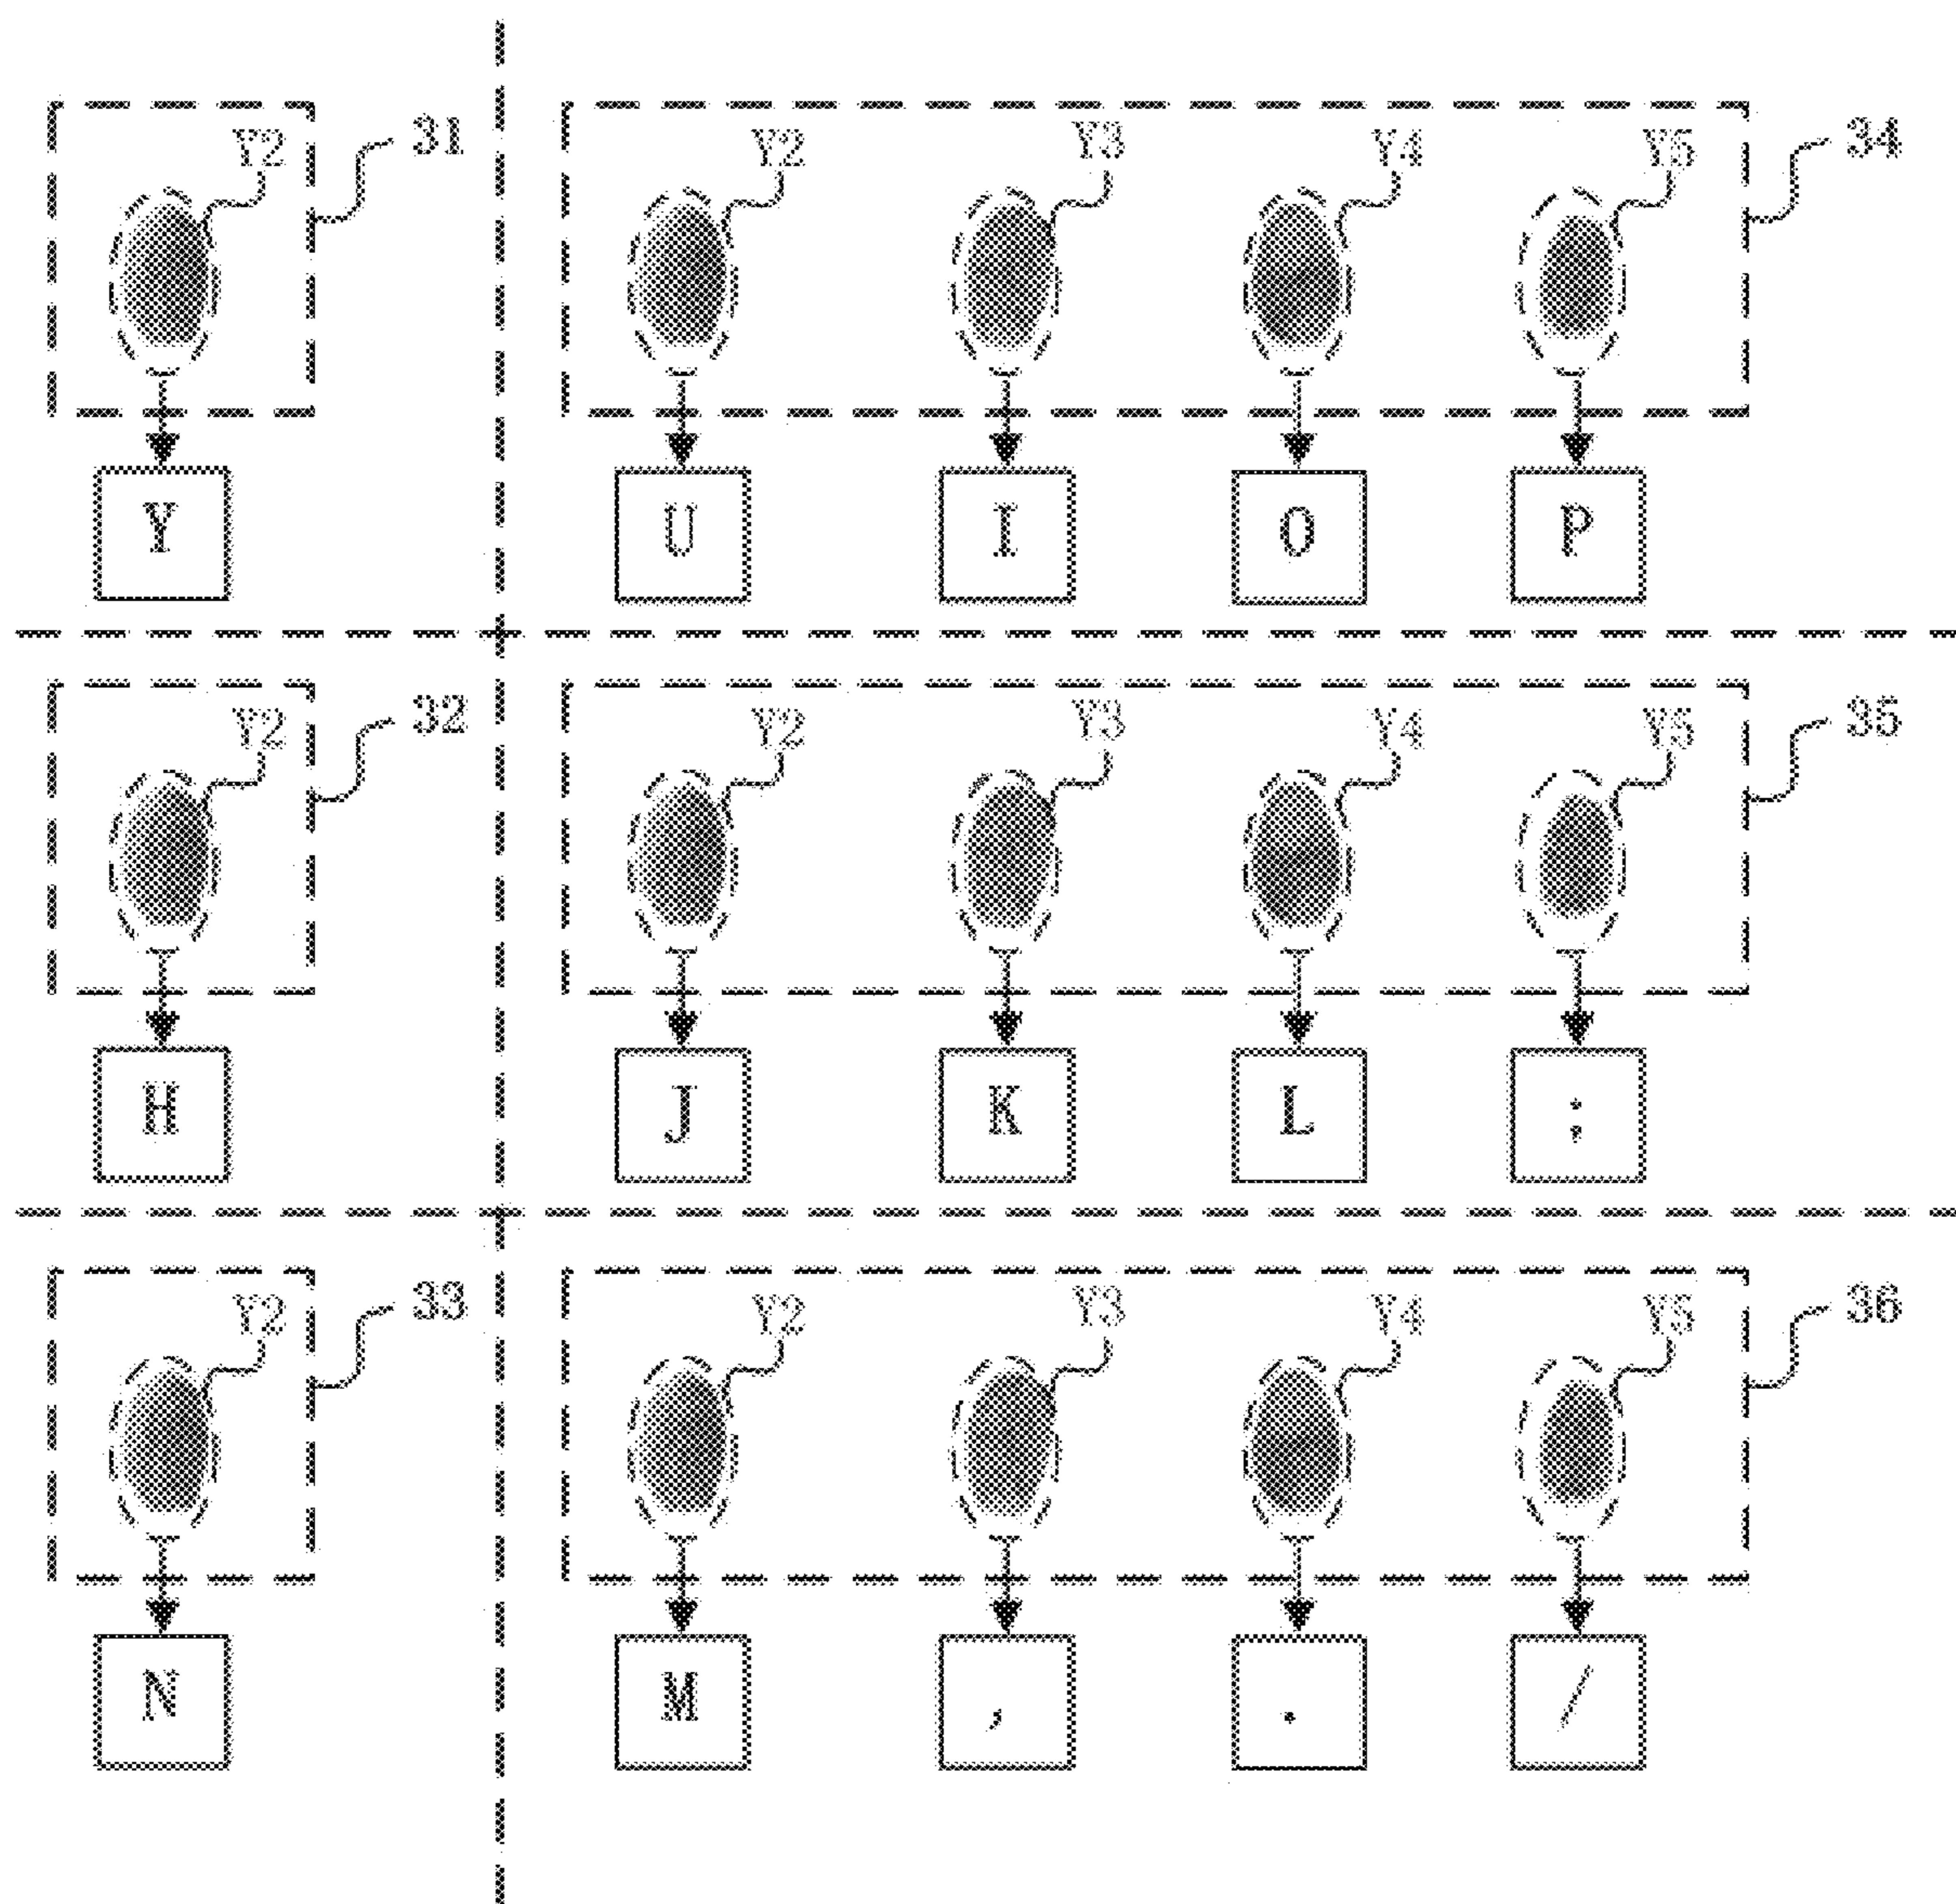 Y2 31 Y2 Y3 Y4 Y5 34
Y U I O P
Y2 32 Y2 Y3 Y4 Y5 35
H J K L ;
Y2 33 Y2 Y3 Y4 Y5 36
N M , . /